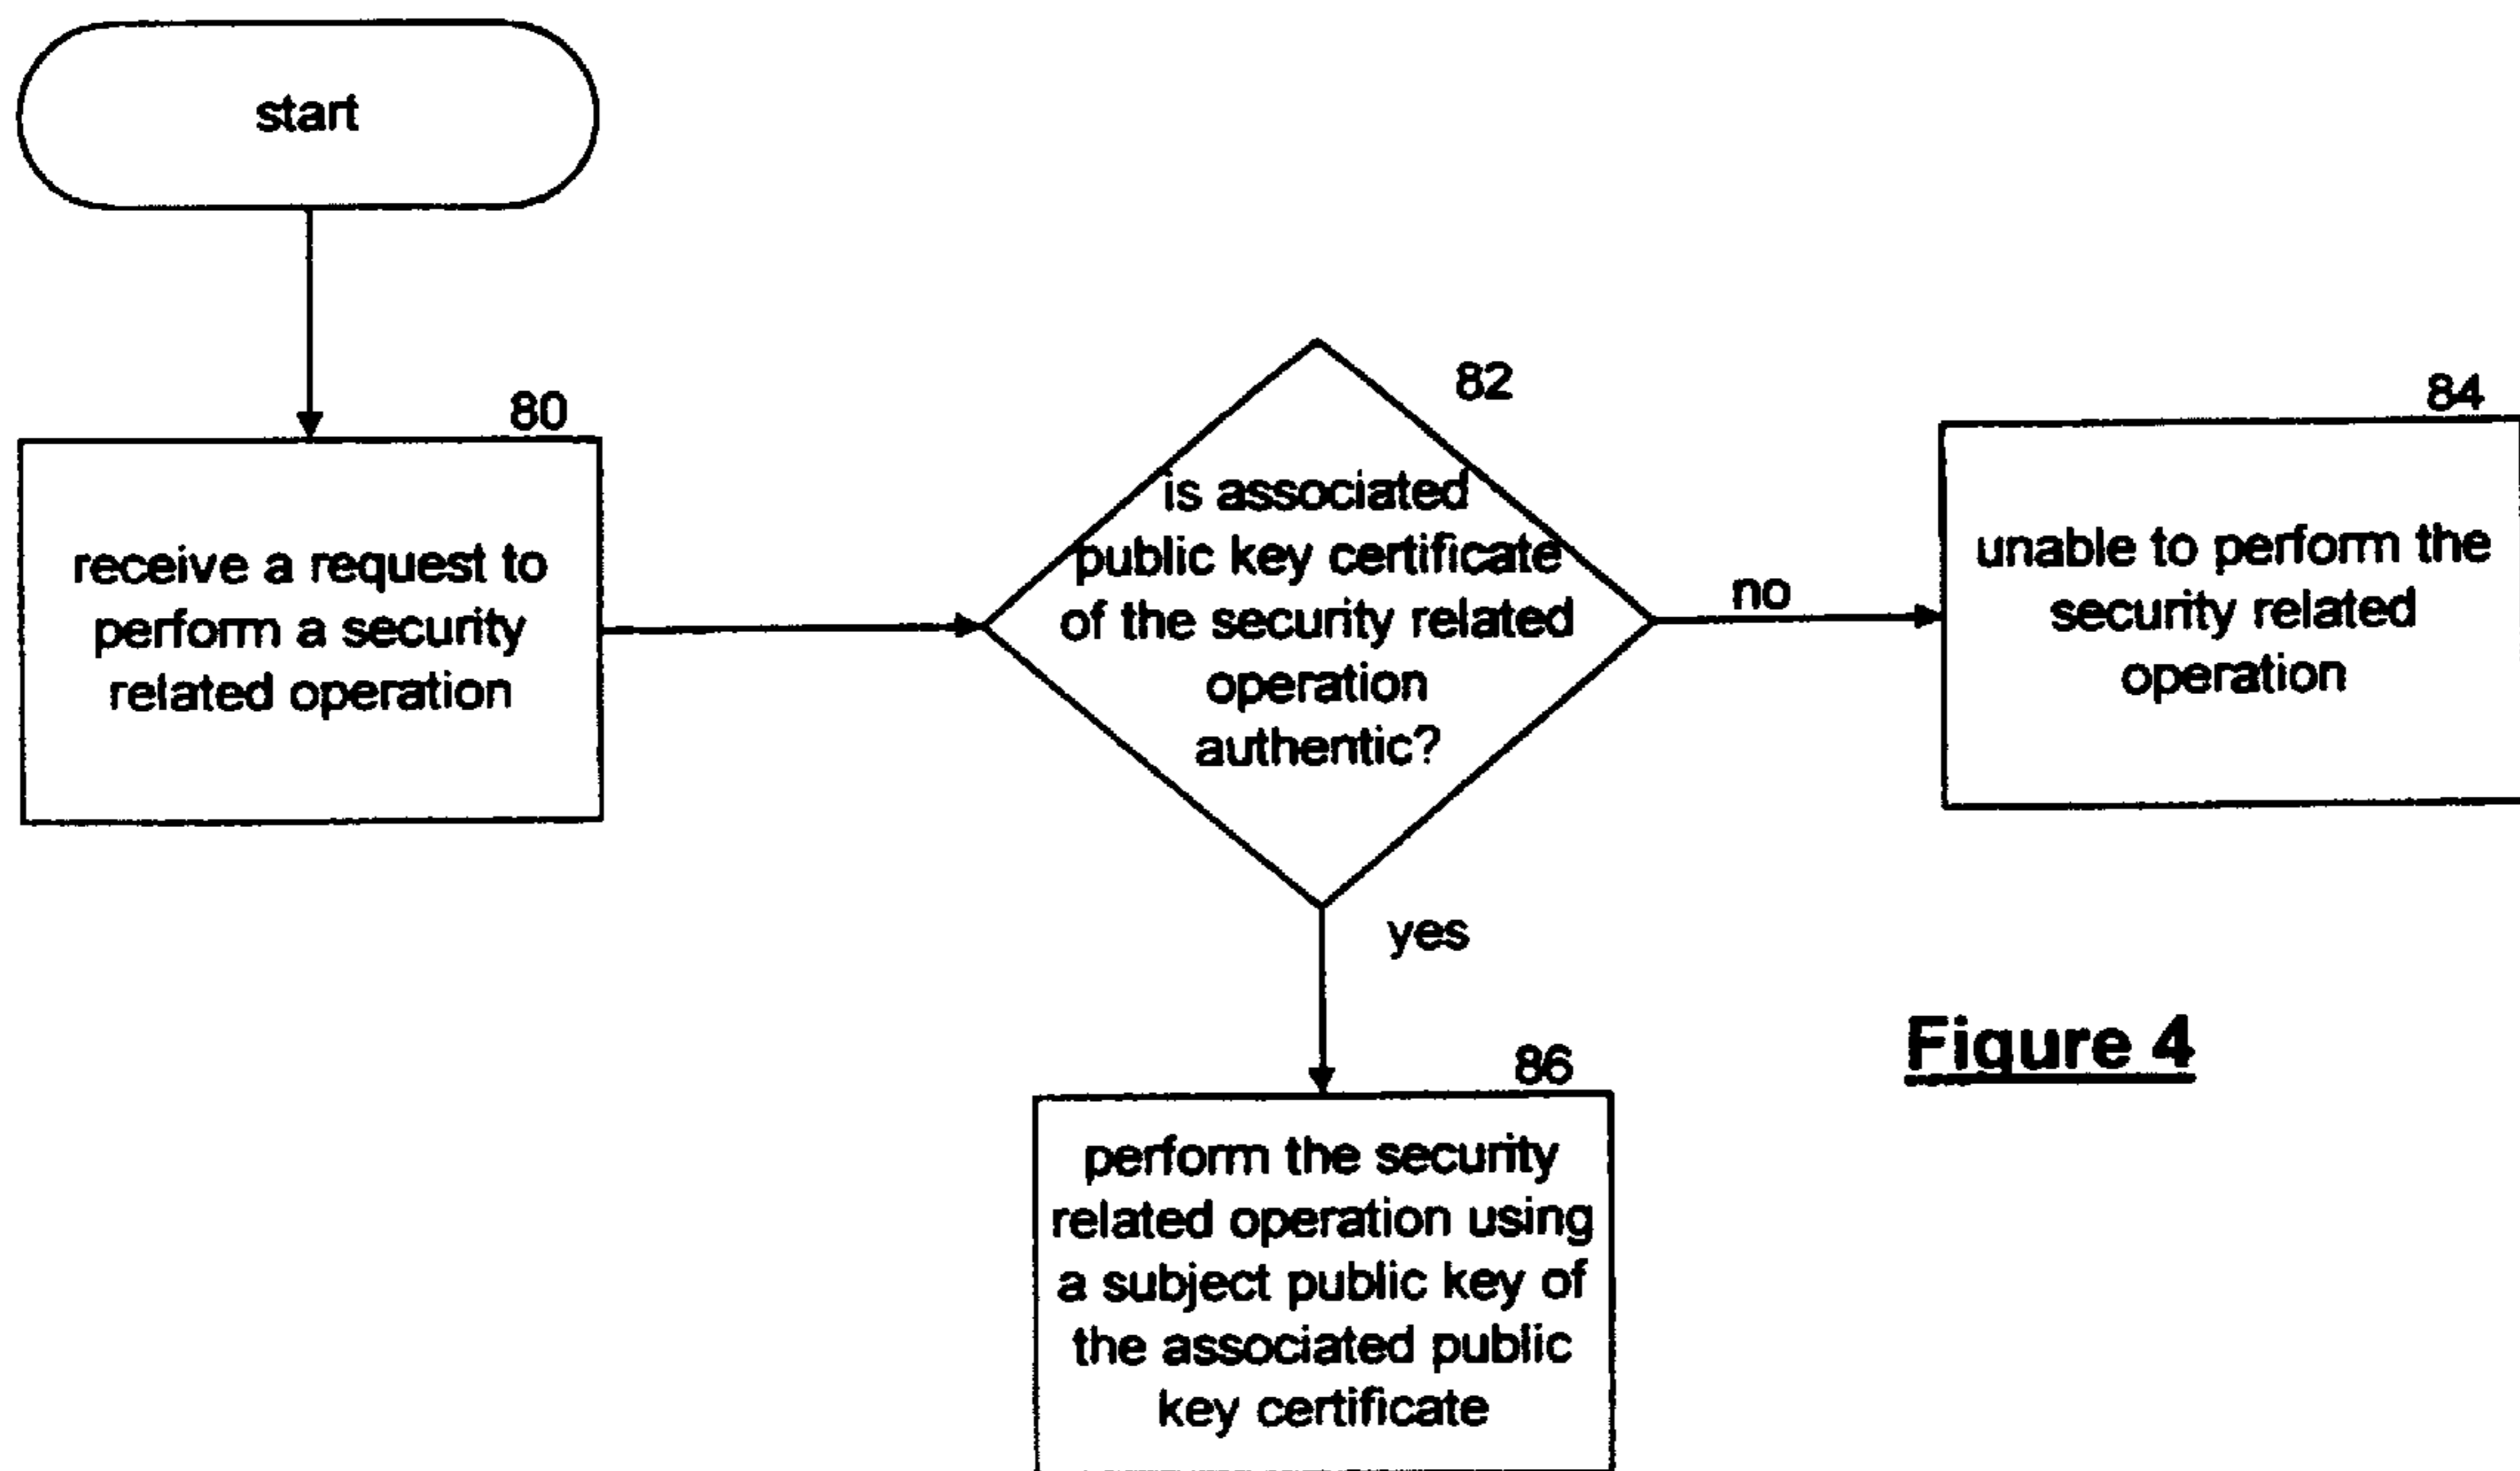 start
80
receive a request to
perform a security
related operation
82
is associated
public key certificate
of the security related
operation
authentic?
no
84
unable to perform the
security related
operation
yes
86
perform the security
related operation using
a subject public key of
the associated public
key certificate
Figure 4